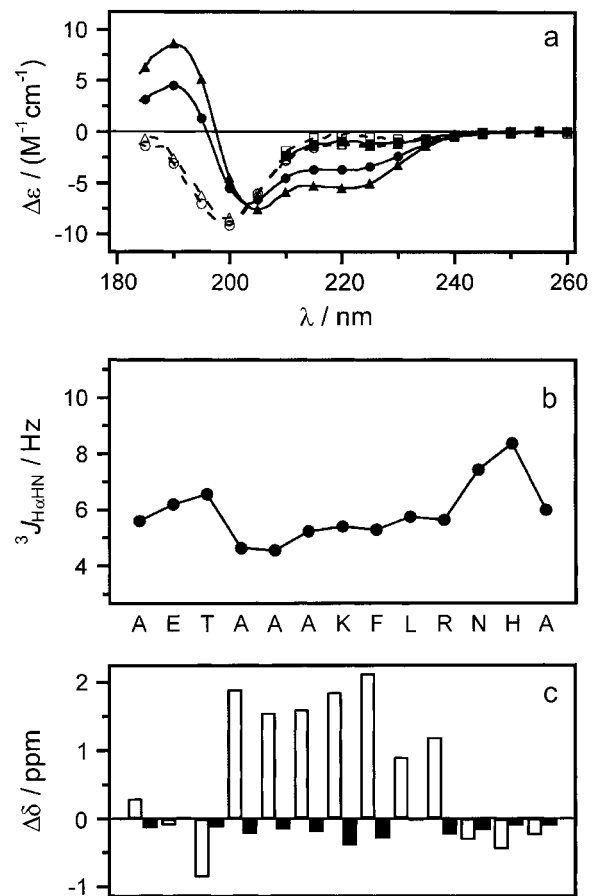 a
10
5
0
-5
-10
Δε / (M⁻¹cm⁻¹)
180 200 220 240 260
λ / nm
b
10
8
6
4
³J_HαHN / Hz
A E T A A A K F L R N H A
c
2
1
0
-1
Δδ / ppm